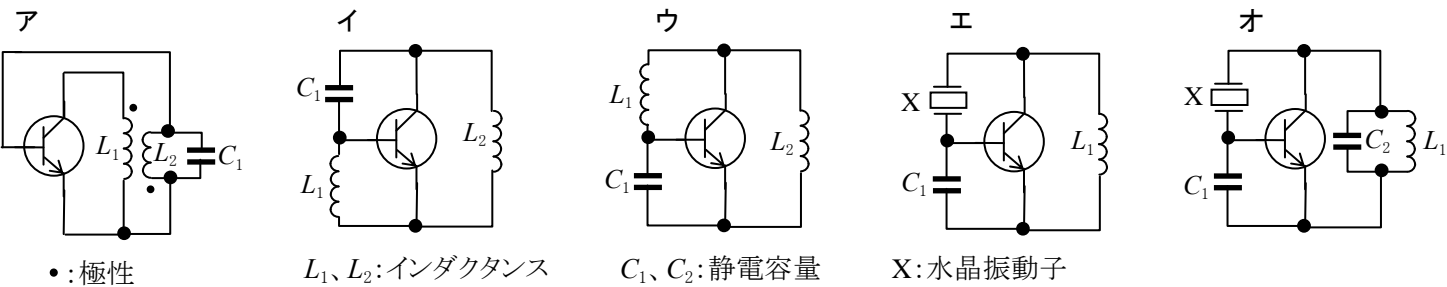 ア イ ウ エ オ
L₁ L₂ C₁
C₁ L₁ L₂
L₁ C₁ L₂
X C₁ L₁
X C₁ C₂ L₁
•:極性 L₁、L₂:インダクタンス C₁、C₂:静電容量 X:水晶振動子